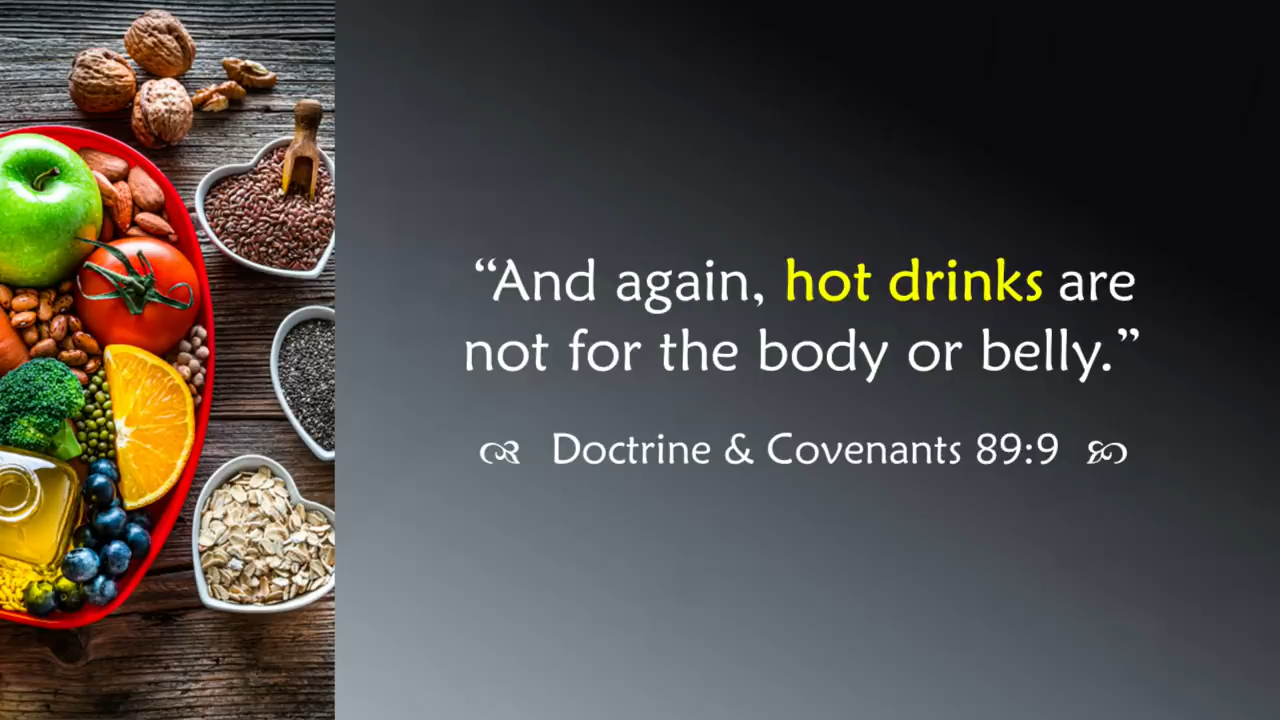 “And again, hot drinks are
not for the body or belly.”
Doctrine & Covenants 89:9